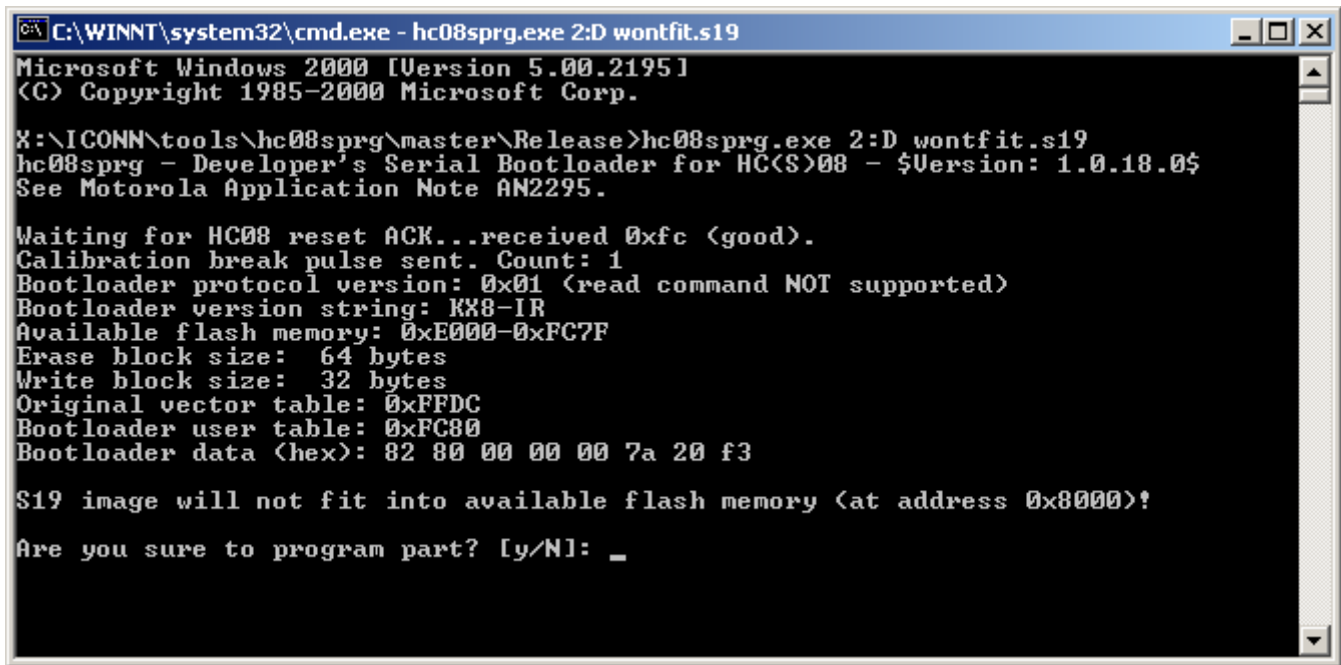 C:\WINNT\system32\cmd.exe - hc08sprg.exe 2:D wontfit.s19
Microsoft Windows 2000 [Version 5.00.2195]
(C) Copyright 1985-2000 Microsoft Corp.
X:\ICONN\tools\hc08sprg\master\Release>hc08sprg.exe 2:D wontfit.s19
hc08sprg - Developer's Serial Bootloader for HC(S)08 - $Version: 1.0.18.0$
See Motorola Application Note AN2295.
Waiting for HC08 reset ACK...received 0xfc (good).
Calibration break pulse sent. Count: 1
Bootloader protocol version: 0x01 (read command NOT supported)
Bootloader version string: KX8-IR
Available flash memory: 0xE000-0xFC7F
Erase block size:  64 bytes
Write block size:  32 bytes
Original vector table: 0xFFDC
Bootloader user table: 0xFC80
Bootloader data (hex): 82 80 00 00 00 7a 20 f3
S19 image will not fit into available flash memory (at address 0x8000)!
Are you sure to program part? [y/N]: _